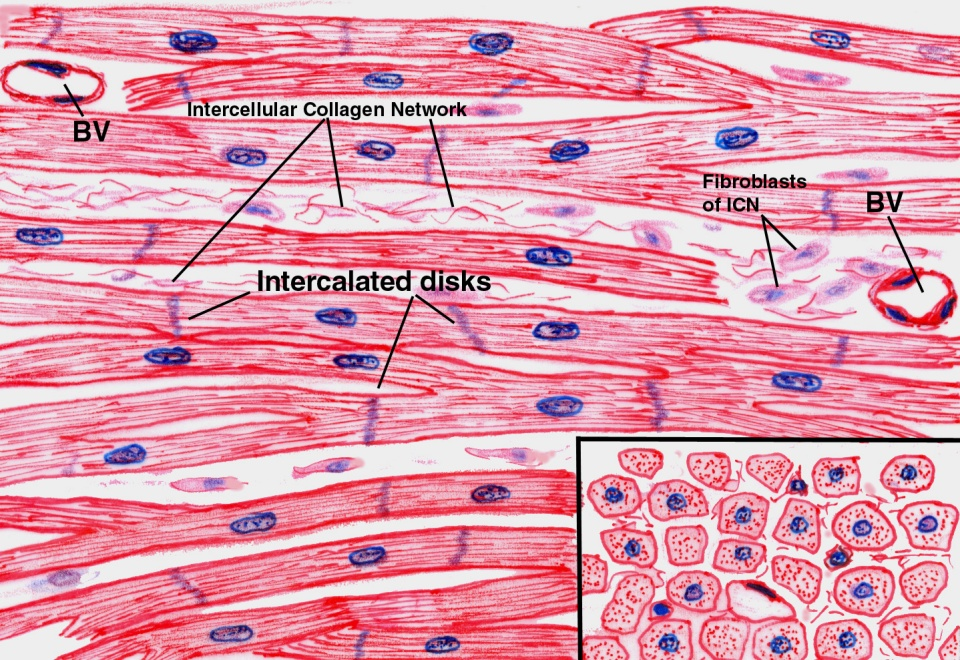 Intercellular Collagen Network
BV
Fibroblasts
of ICN
BV
Intercalated disks